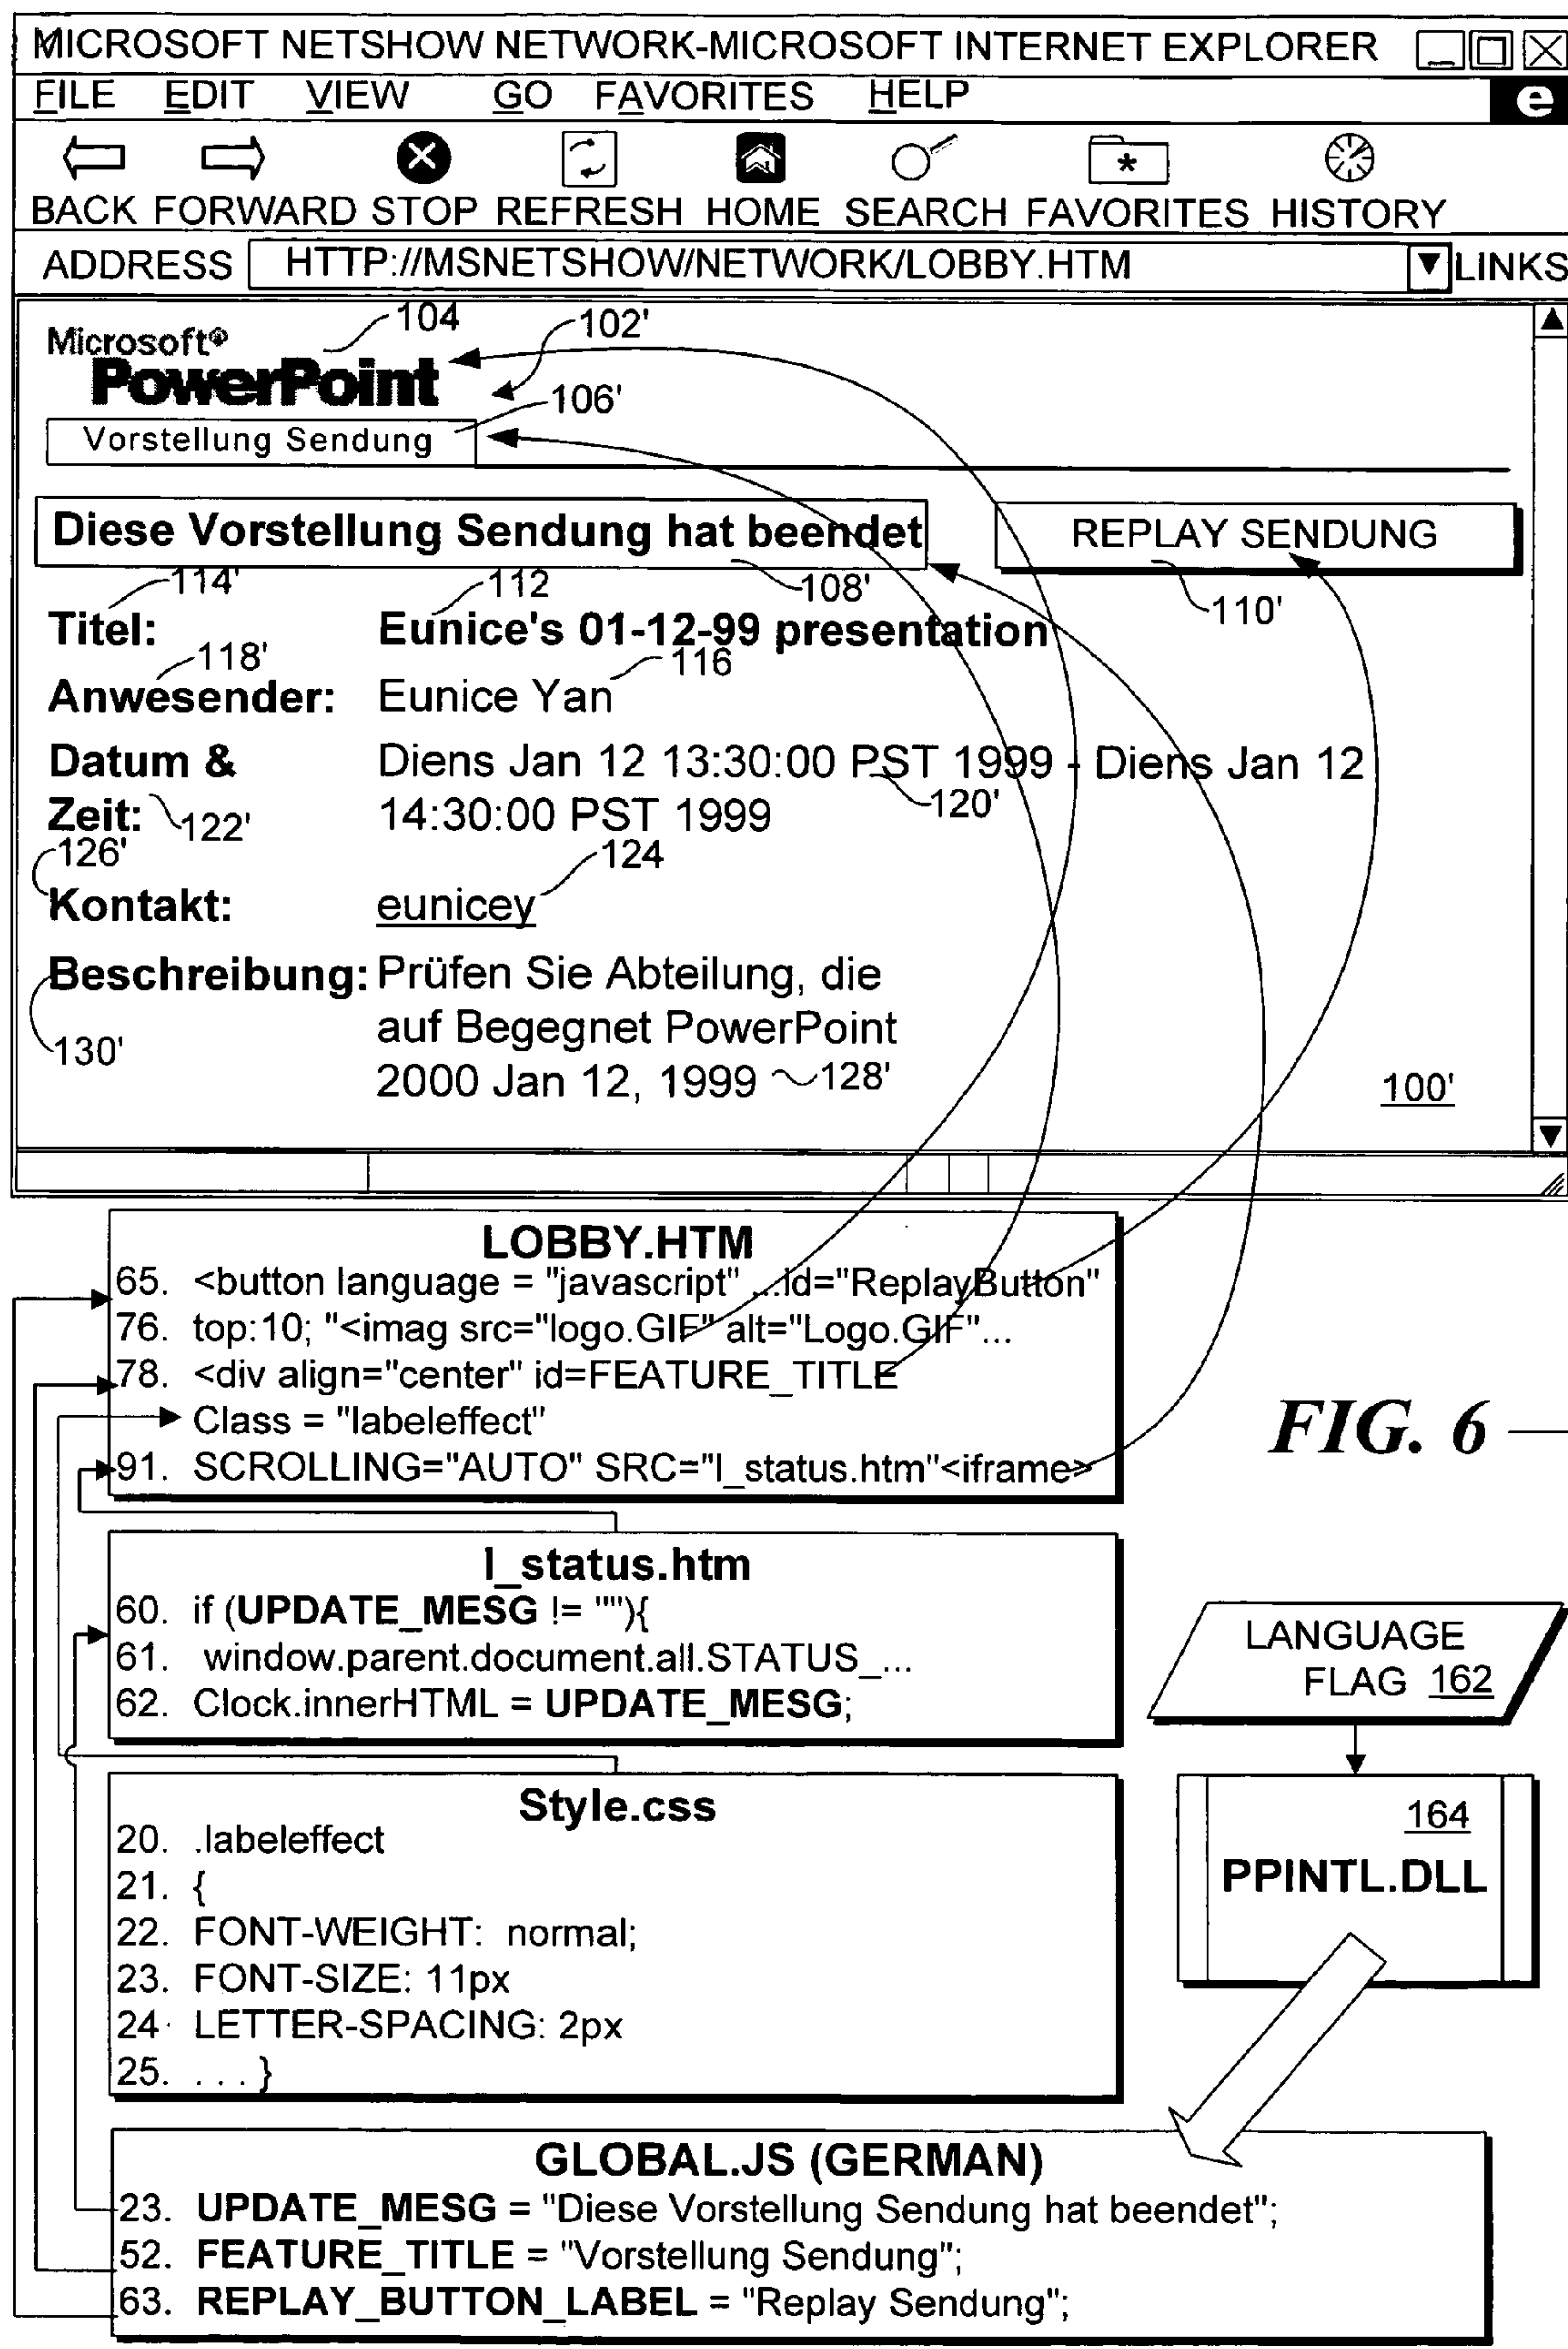 MICROSOFT NETSHOW NETWORK-MICROSOFT INTERNET EXPLORER
FILE EDIT VIEW GO FAVORITES HELP
e
BACK FORWARD STOP REFRESH HOME SEARCH FAVORITES HISTORY
ADDRESS HTTP://MSNETSHOW/NETWORK/LOBBY.HTM LINKS
104
102'
Microsoft®
PowerPoint
106'
Vorstellung Sendung
Diese Vorstellung Sendung hat beendet
REPLAY SENDUNG
114' 112 108' 110'
Titel: Eunice's 01-12-99 presentation
118' 116
Anwesender: Eunice Yan
Datum & Diens Jan 12 13:30:00 PST 1999 - Diens Jan 12
Zeit: 122' 14:30:00 PST 1999 120'
126' 124
Kontakt: eunicey
Beschreibung: Prüfen Sie Abteilung, die
auf Begegnet PowerPoint
130'
2000 Jan 12, 1999 128'
100'
LOBBY.HTM
65. <button language = "javascript" ...id="ReplayButton"
76. top:10; "<imag src="logo.GIF" alt="Logo.GIF"...
78. <div align="center" id=FEATURE_TITLE
Class = "labeleffect"
91. SCROLLING="AUTO" SRC="l_status.htm"<iframe>
FIG. 6
l_status.htm
60. if (UPDATE_MESG != ""){
61. window.parent.document.all.STATUS_...
62. Clock.innerHTML = UPDATE_MESG;
LANGUAGE
FLAG 162
Style.css
20. .labeleffect
21. {
22. FONT-WEIGHT: normal;
23. FONT-SIZE: 11px
24. LETTER-SPACING: 2px
25. . . . }
164
PPINTL.DLL
GLOBAL.JS (GERMAN)
23. UPDATE_MESG = "Diese Vorstellung Sendung hat beendet";
52. FEATURE_TITLE = "Vorstellung Sendung";
63. REPLAY_BUTTON_LABEL = "Replay Sendung";